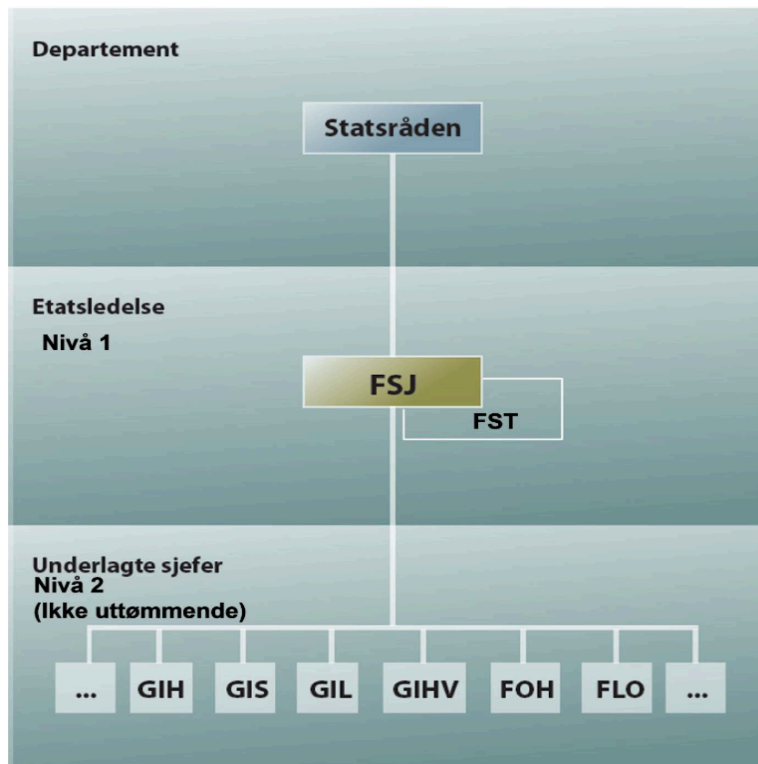 Departement
Statsråden
Etatsledelse
Nivå 1
FSJ
FST
Underlagte sjefer
Nivå 2
(Ikke uttømmende)
... GIH GIS GIL GIHV FOH FLO ...